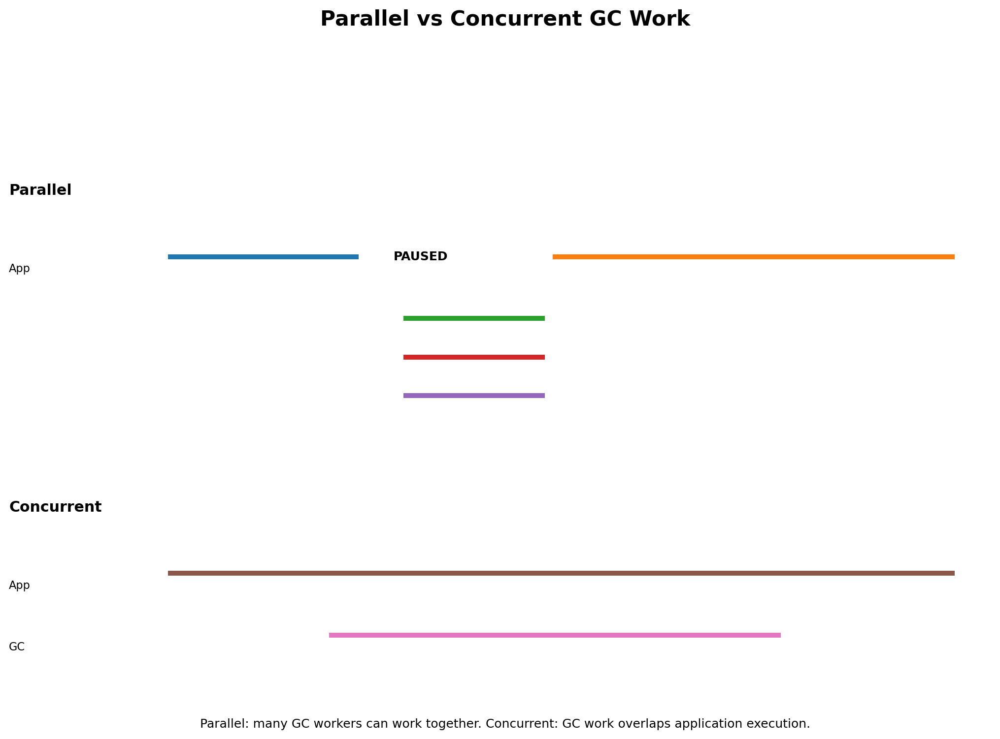 Parallel vs Concurrent GC Work
Parallel
PAUSED
App
Concurrent
App
GC
Parallel: many GC workers can work together. Concurrent: GC work overlaps application execution.